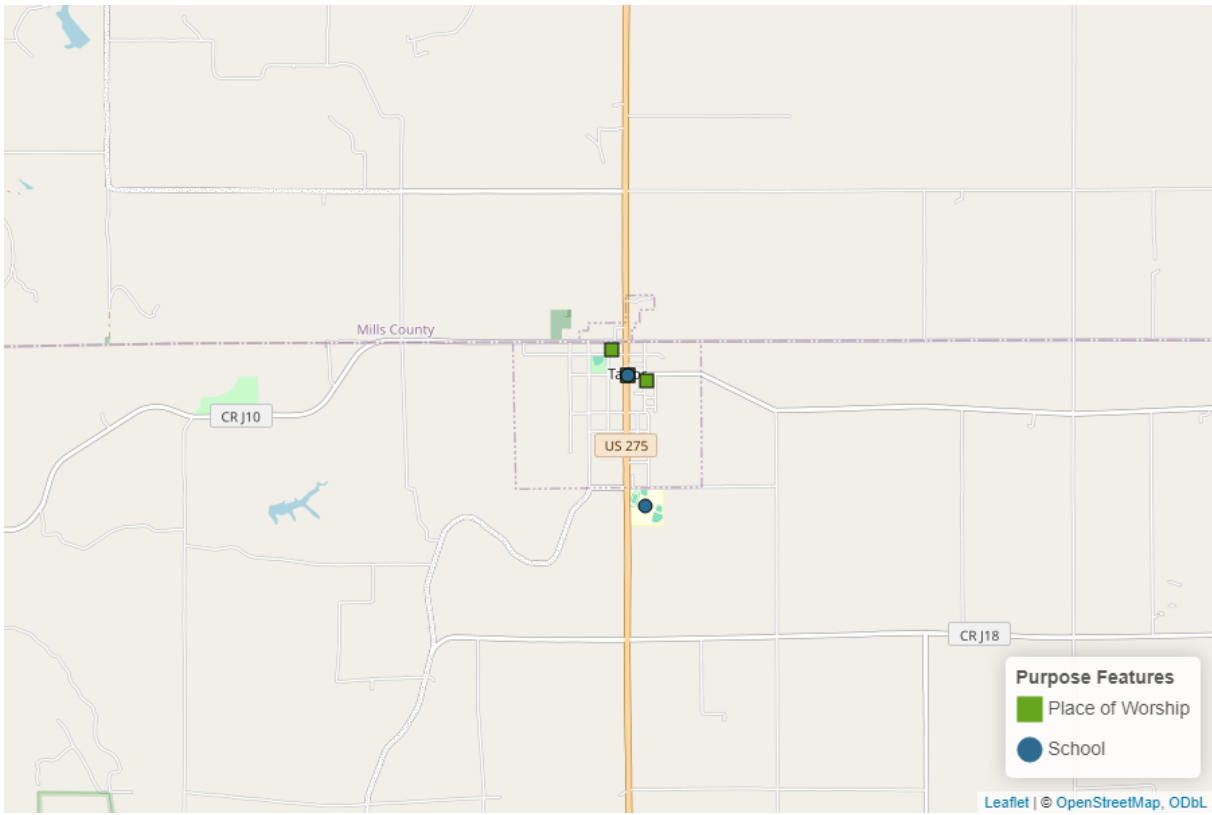 Mills County
CR J10
US 275
CR J18
Purpose Features
Place of Worship
School
Leaflet | © OpenStreetMap, ODbL